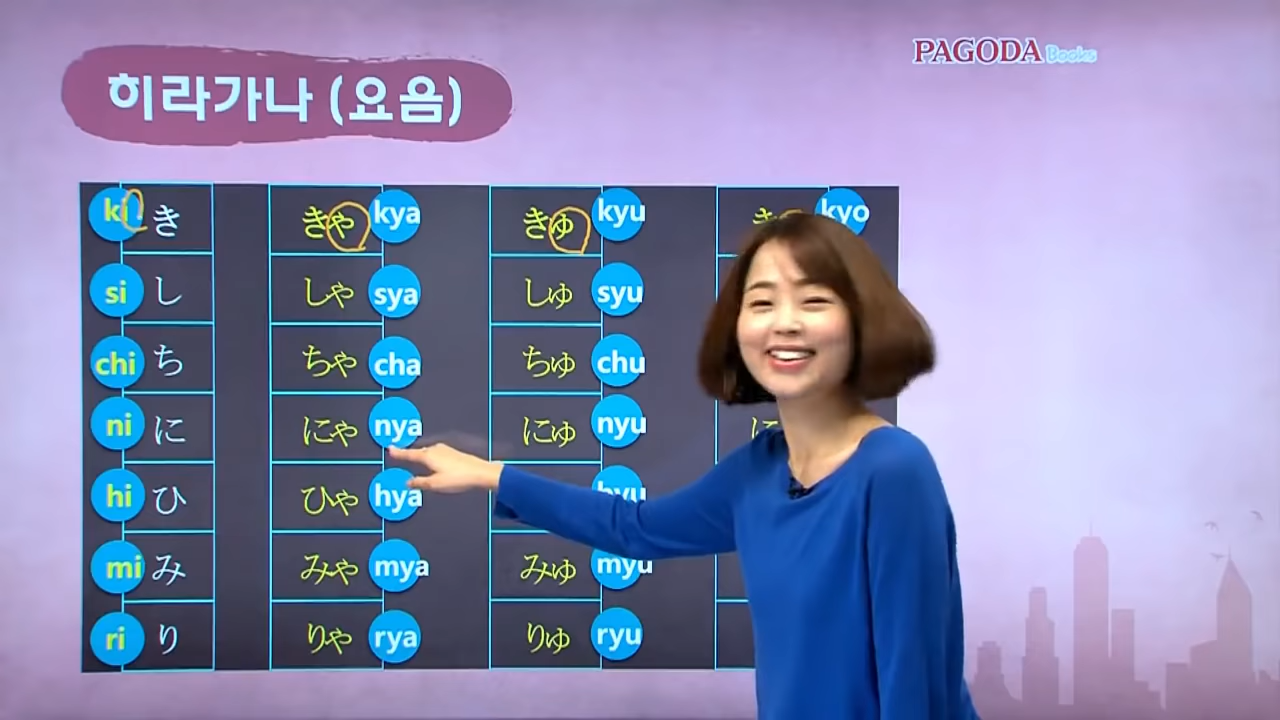 PAGODA Books
히라가나 (요음)
ki き きゃ kya きゅ kyu kyo
si し しゃ sya しゅ syu
chi ち ちゃ cha ちゅ chu
ni に にゃ nya にゅ nyu に
hi ひ ひゃ hya hyu
mi み みゃ mya みゅ myu
ri り りゃ rya りゅ ryu